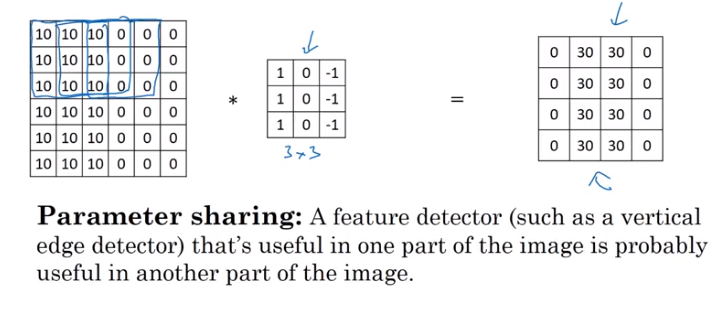 10 10 10 0 0 0
10 10 10 0 0 0
10 10 10 0 0 0
10 10 10 0 0 0
10 10 10 0 0 0
10 10 10 0 0 0
*
1 0 -1
1 0 -1
1 0 -1
3×3
=
0 30 30 0
0 30 30 0
0 30 30 0
0 30 30 0
Parameter sharing: A feature detector (such as a vertical
edge detector) that’s useful in one part of the image is probably
useful in another part of the image.